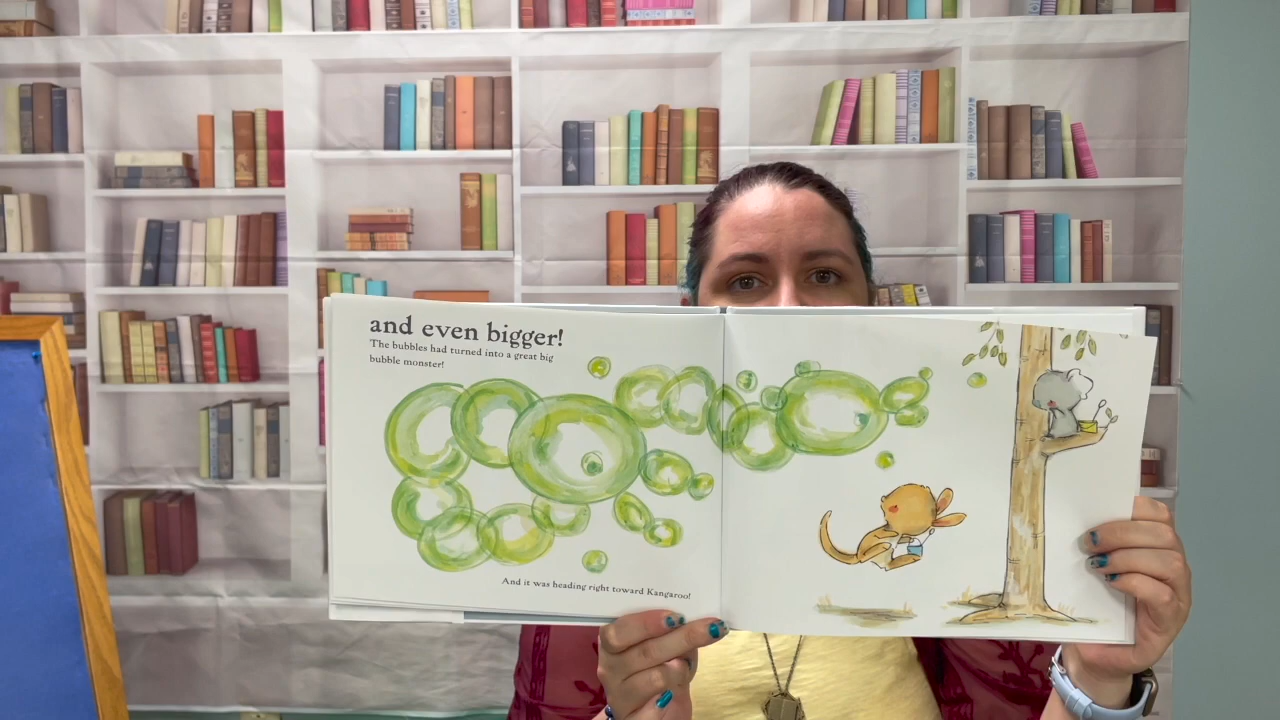 and even bigger!
The bubbles had turned into a great big
bubble monster!
And it was heading right toward Kangaroo!